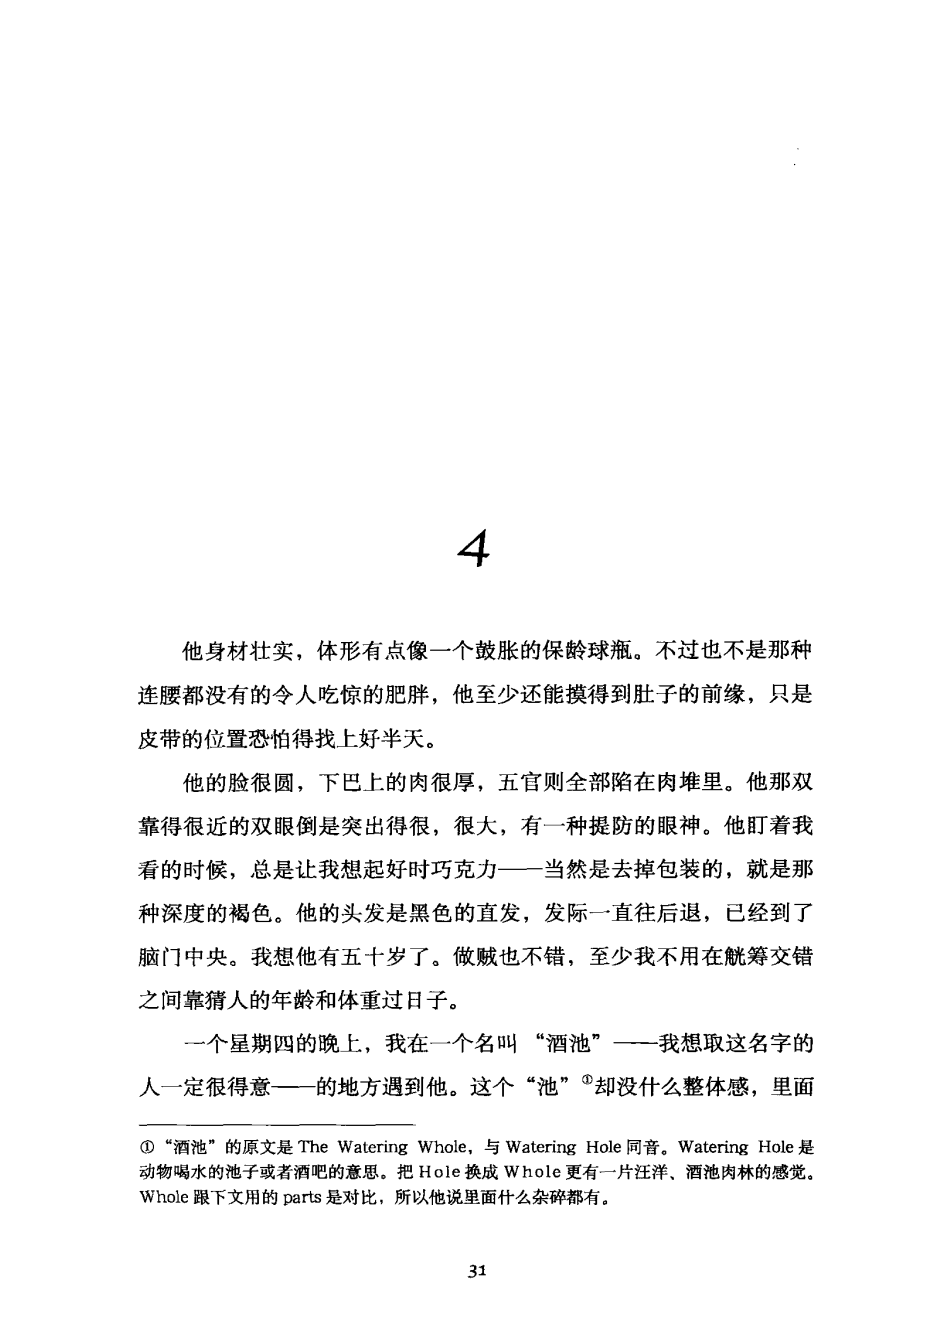 4
他身材壮实，体形有点像一个鼓胀的保龄球瓶。不过也不是那种
连腰都没有的令人吃惊的肥胖，他至少还能摸得到肚子的前缘，只是
皮带的位置恐怕得找上好半天。
他的脸很圆，下巴上的肉很厚，五官则全部陷在肉堆里。他那双
靠得很近的双眼倒是突出得很，很大，有一种提防的眼神。他盯着我
看的时候，总是让我想起好时巧克力——当然是去掉包装的，就是那
种深度的褐色。他的头发是黑色的直发，发际一直往后退，已经到了
脑门中央。我想他有五十岁了。做贼也不错，至少我不用在觥筹交错
之间靠猜人的年龄和体重过日子。
一个星期四的晚上，我在一个名叫“酒池”——我想取这名字的
人一定很得意——的地方遇到他。这个“池”①却没什么整体感，里面
①“酒池”的原文是 The Watering Whole，与 Watering Hole 同音。Watering Hole 是
动物喝水的池子或者酒吧的意思。把 Hole 换成 Whole 更有一片汪洋、酒池肉林的感觉。
Whole 跟下文用的 parts 是对比，所以他说里面什么杂碎都有。
31